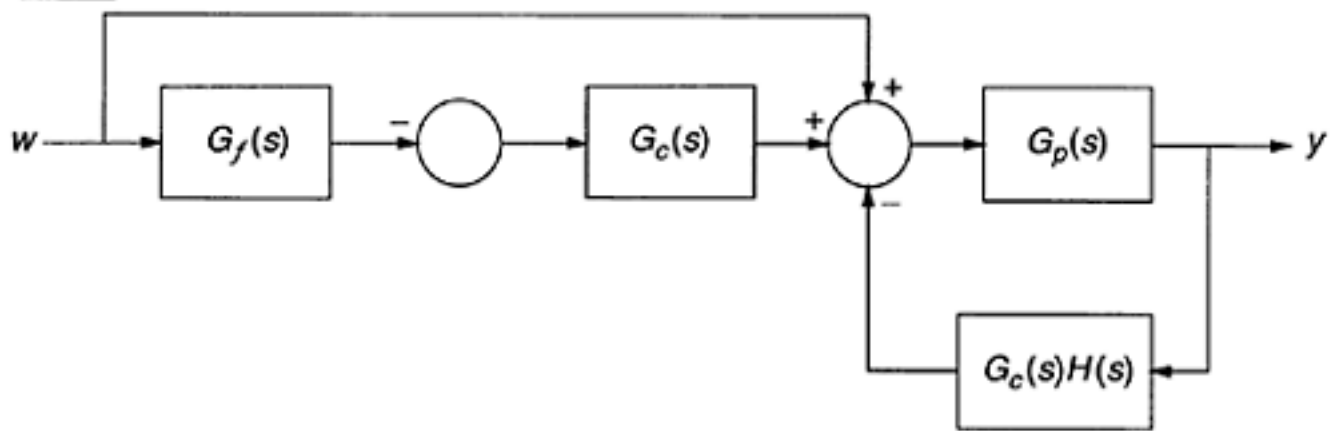 +
w
G_f(s)
−
G_c(s)
+
−
G_p(s)
y
G_c(s)H(s)